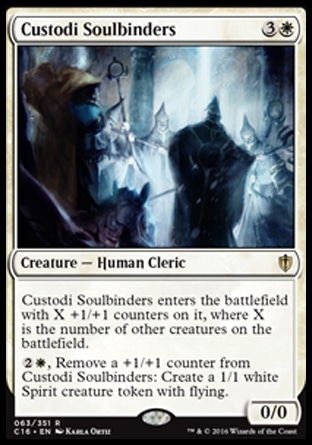 Custodi Soulbinders 3
Creature — Human Cleric
Custodi Soulbinders enters the battlefield
with X +1/+1 counters on it, where X
is the number of other creatures on the
battlefield.
2, Remove a +1/+1 counter from
Custodi Soulbinders: Create a 1/1 white
Spirit creature token with flying.
0/0
063/351 R
C16 • EN Karla Ortiz ™ & © 2016 Wizards of the Coast